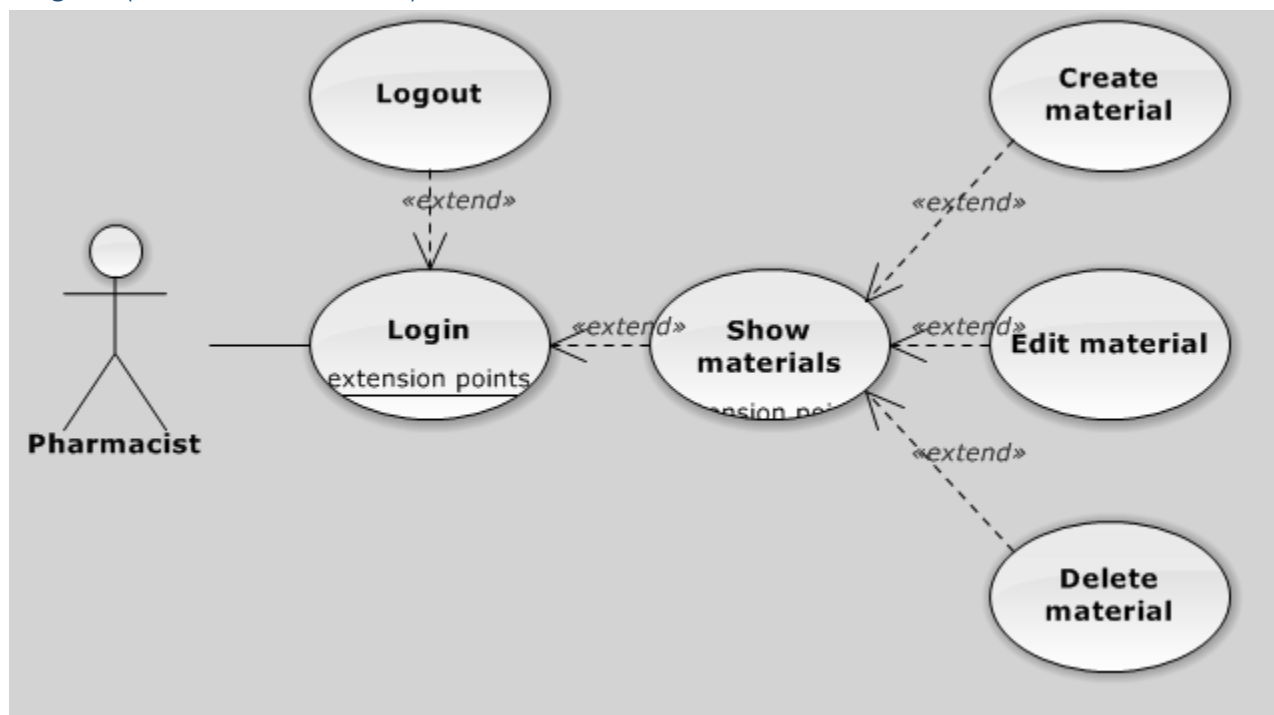 Logout
«extend»
Create
material
«extend»
Pharmacist
Login
extension points
«extend»
Show
materials
«extend»
Edit material
«extend»
Delete
material